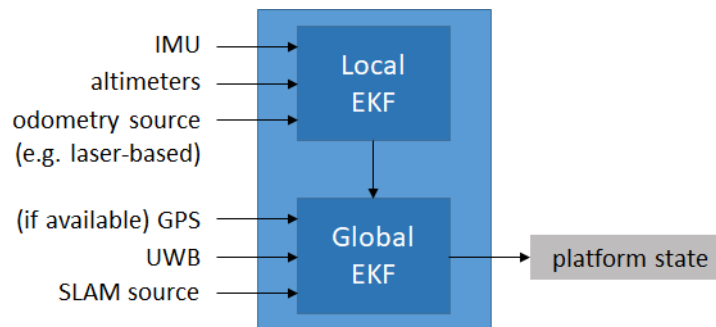 IMU
altimeters
odometry source
(e.g. laser-based)
Local
EKF
(if available) GPS
UWB
SLAM source
Global
EKF
platform state